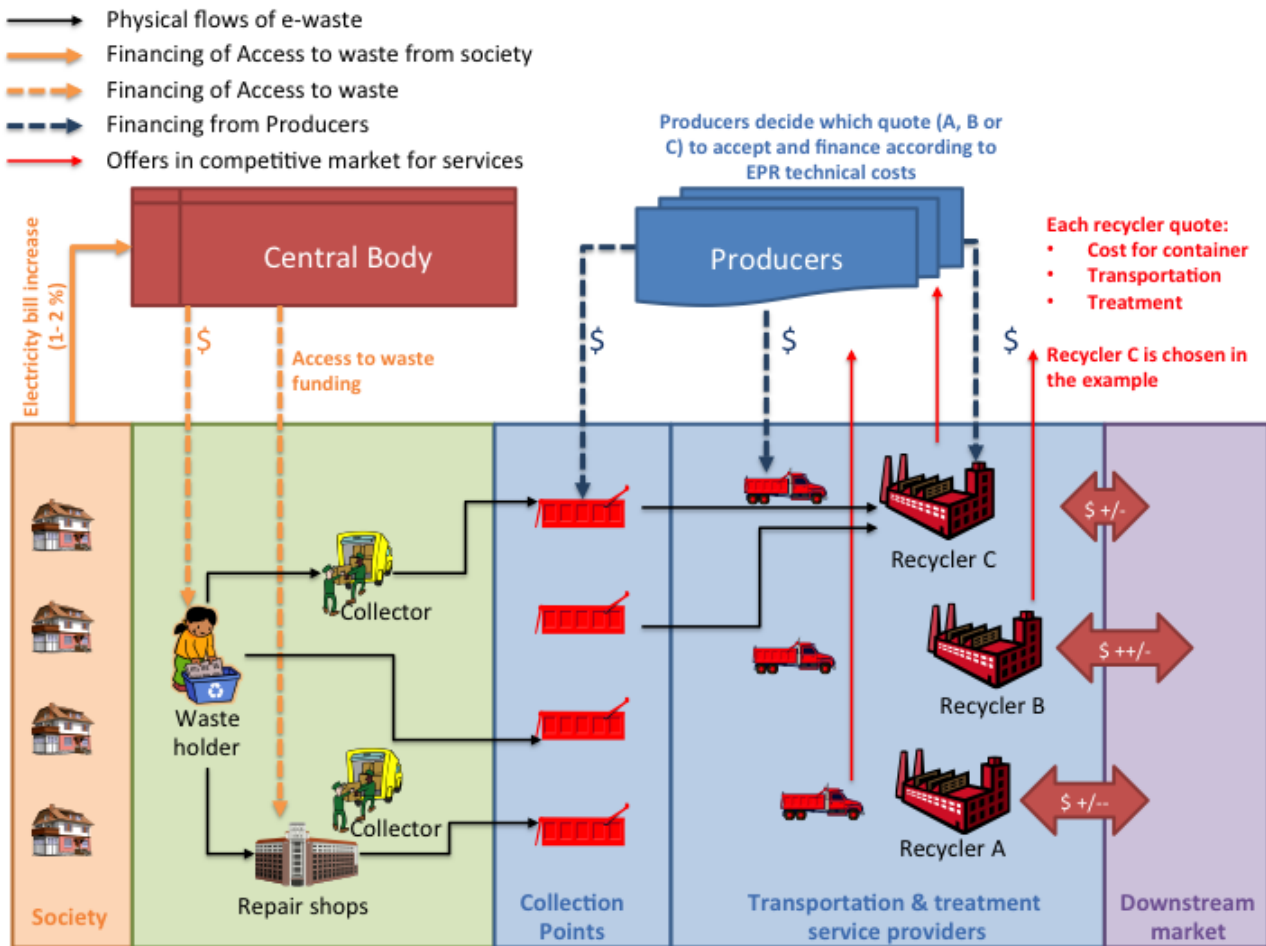 Physical flows of e-waste
Financing of Access to waste from society
Financing of Access to waste
Financing from Producers
Offers in competitive market for services
Producers decide which quote (A, B or
C) to accept and finance according to
EPR technical costs
Central Body
Producers
Each recycler quote:
• Cost for container
• Transportation
• Treatment
Electricity bill increase
(1- 2 %)
$
Access to waste
funding
$
$
$
Recycler C is chosen in
the example
Collector
Waste
holder
Collector
Repair shops
Recycler C
$ +/-
Recycler B
$ ++/-
Recycler A
$ +/--
Society
Collection
Points
Transportation & treatment
service providers
Downstream
market